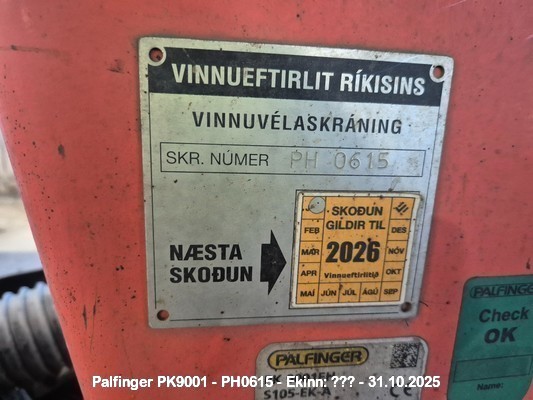 VINNUEFTIRLIT RÍKISINS
VINNUVÉLASKRÁNING
SKR. NÚMER PH 0615
NÆSTA
SKOÐUN
SKOÐUN
GILDIR TIL
FEB DES
MAR 2026 NÓV
APR Vinnueftirlitið OKT
MAÍ JÚN JÚL ÁGÚ SEP
PALFINGER
Check
OK
Name:
PALFINGER
S105-EK-A
CE
Palfinger PK9001 - PH0615 - Ekinn: ??? - 31.10.2025